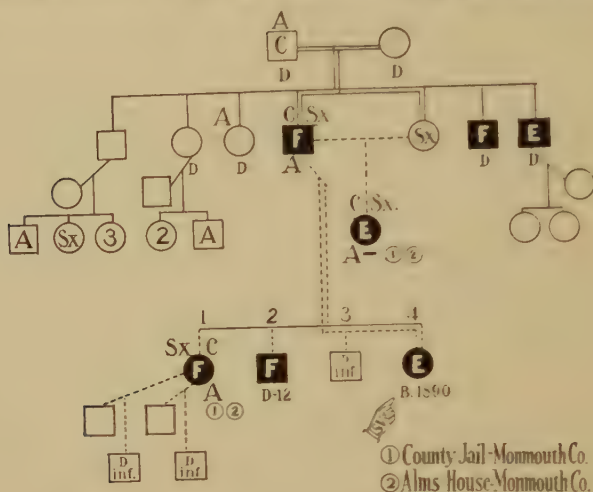 A
C
D D
A C Sx
F Sx F E
D D A D D
A Sx 3 2 A C Sx.
E
A- ① ②
1 2 3 4
Sx C
F F D inf. E
A D-12 B. 1890
① ②
D inf. D inf.
① County Jail-Monmouth Co.
② Alms House-Monmouth Co.